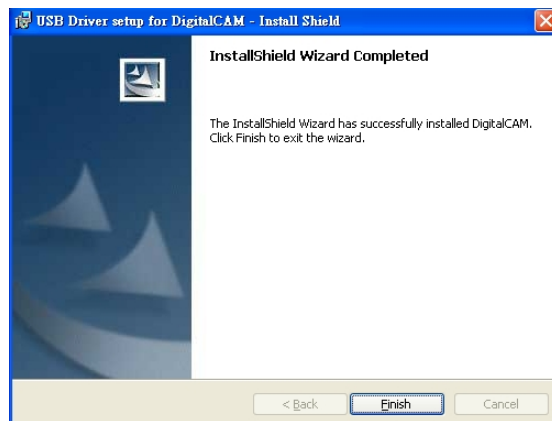 USB Driver setup for DigitalCAM - Install Shield
InstallShield Wizard Completed
The InstallShield Wizard has successfully installed DigitalCAM.
Click Finish to exit the wizard.
< Back
Finish
Cancel